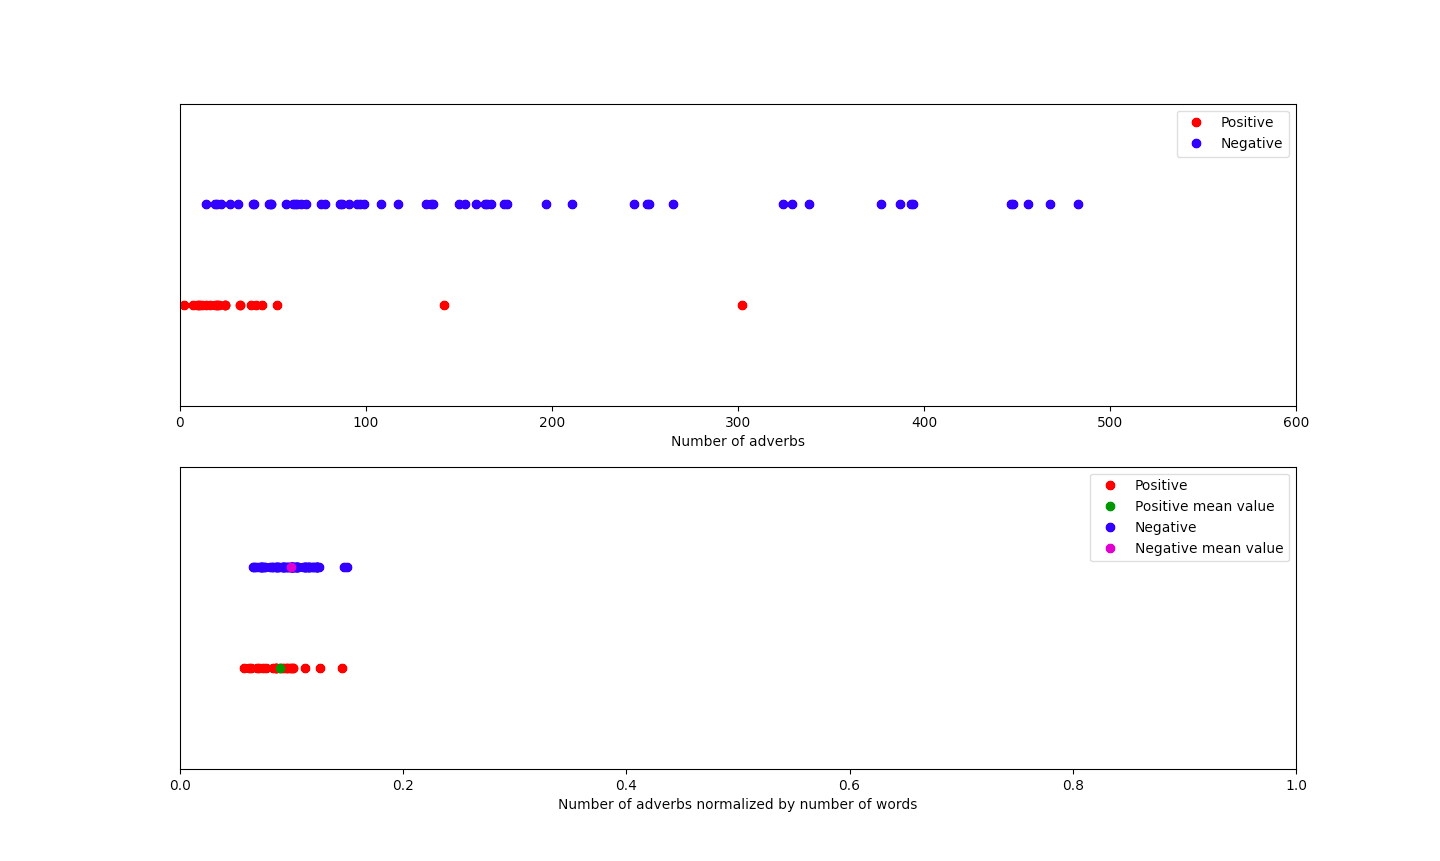 Positive
Negative
0 100 200 300 400 500 600
Number of adverbs
Positive
Positive mean value
Negative
Negative mean value
0.0 0.2 0.4 0.6 0.8 1.0
Number of adverbs normalized by number of words